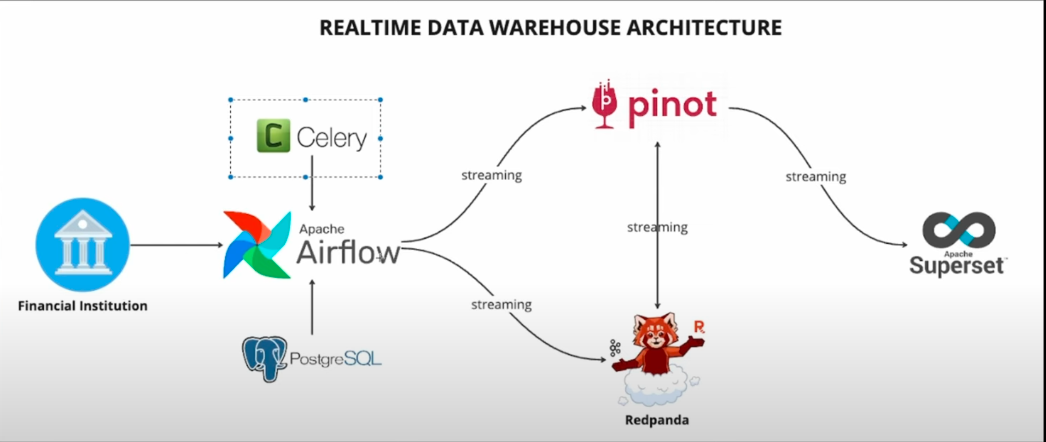 REALTIME DATA WAREHOUSE ARCHITECTURE
C Celery
pinot
streaming
streaming
Apache
Airflow
streaming
Apache
Superset
Financial Institution
streaming
PostgreSQL
R
Redpanda